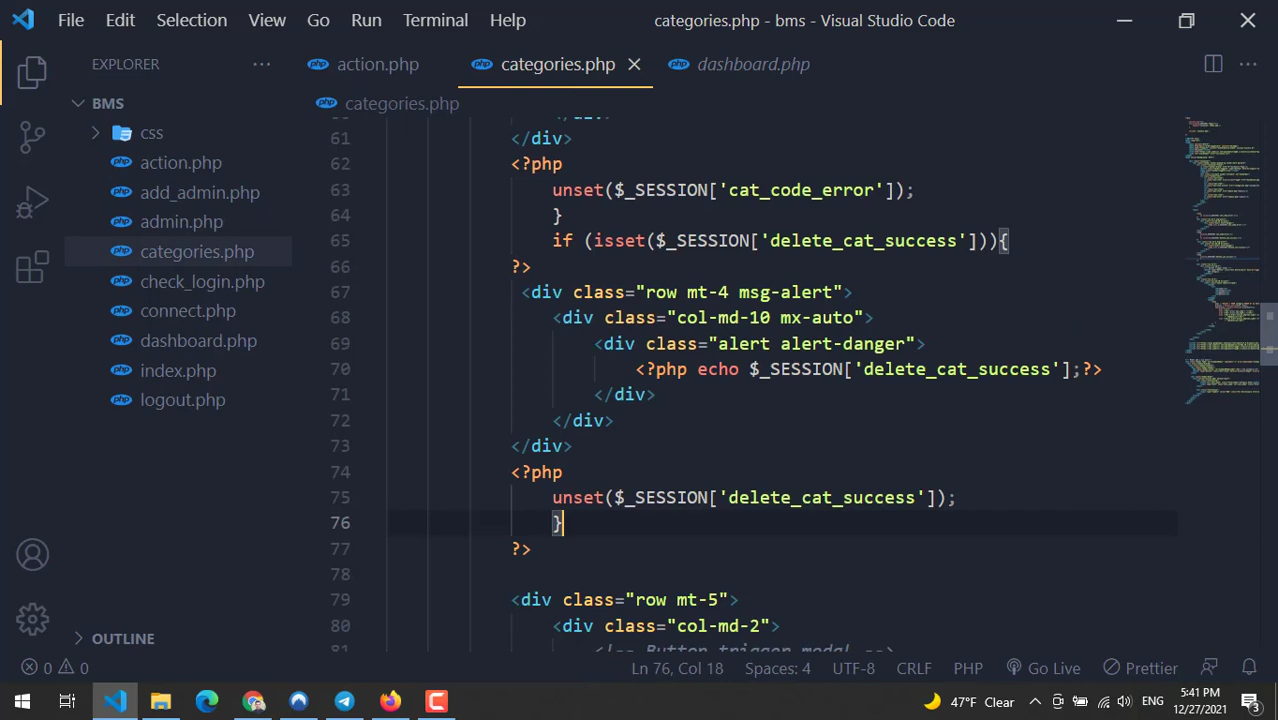 File Edit Selection View Go Run Terminal Help categories.php - bms - Visual Studio Code
EXPLORER ··· action.php categories.php dashboard.php
BMS
css
action.php
add_admin.php
admin.php
categories.php
check_login.php
connect.php
dashboard.php
index.php
logout.php
OUTLINE
categories.php
61 </div>
62 <?php
63 unset($_SESSION['cat_code_error']);
64 }
65 if (isset($_SESSION['delete_cat_success'])){
66 ?>
67 <div class="row mt-4 msg-alert">
68 <div class="col-md-10 mx-auto">
69 <div class="alert alert-danger">
70 <?php echo $_SESSION['delete_cat_success'];?>
71 </div>
72 </div>
73 </div>
74 <?php
75 unset($_SESSION['delete_cat_success']);
76 }
77 ?>
78
79 <div class="row mt-5">
80 <div class="col-md-2">
81 <!-- Button trigger modal -->
0 0 Ln 76, Col 18 Spaces: 4 UTF-8 CRLF PHP Go Live Prettier
47°F Clear ENG 5:41 PM
12/27/2021 3